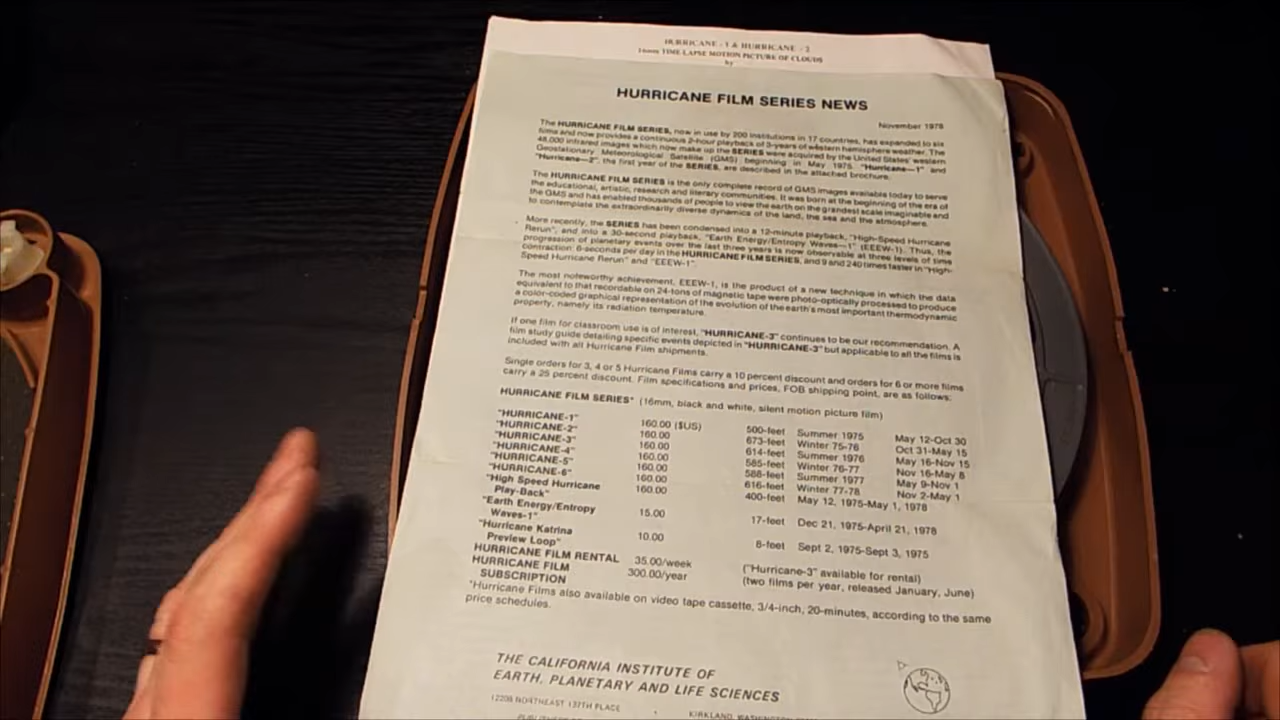 HURRICANE - 1 & HURRICANE - 2
16mm TIME-LAPSE MOTION PICTURE OF CLOUDS
by
HURRICANE FILM SERIES NEWS
November 1978
The HURRICANE FILM SERIES, now in use by 200 institutions in 17 countries, has expanded to six
films and now provides a continuous 2-hour playback of 3-years of western hemisphere weather. The
48,000 infrared images which now make up the SERIES were acquired by the United States' western
Geostationary Meteorological Satellite (GMS) beginning in May 1975. "Hurricane—1" and
"Hurricane—2", the first year of the SERIES, are described in the attached brochure.
The HURRICANE FILM SERIES is the only complete record of GMS images available today to serve
the educational, artistic, research and literary communities. It was born at the beginning of the era of
the GMS and has enabled thousands of people to view the earth on the grandest scale imaginable and
to contemplate the extraordinarily diverse dynamics of the land, the sea and the atmosphere.
More recently, the SERIES has been condensed into a 12-minute playback, "High-Speed Hurricane
Rerun", and into a 30-second playback, "Earth Energy/Entropy Waves—1" (EEEW-1). Thus, the
progression of planetary events over the last three years is now observable at three levels of time
contraction: 6-seconds per day in the HURRICANE FILM SERIES, and 9 and 240 times faster in "High-
Speed Hurricane Rerun" and "EEEW-1".
The most noteworthy achievement, EEEW-1, is the product of a new technique in which the data
equivalent to that recordable on 24-tons of magnetic tape were photo-optically processed to produce
a color-coded graphical representation of the evolution of the earth's most important thermodynamic
property, namely its radiation temperature.
If one film for classroom use is of interest, "HURRICANE-3" continues to be our recommendation. A
film study guide detailing specific events depicted in "HURRICANE-3" but applicable to all the films is
included with all Hurricane Film shipments.
Single orders for 3, 4 or 5 Hurricane Films carry a 10 percent discount and orders for 6 or more films
carry a 25 percent discount. Film specifications and prices, FOB shipping point, are as follows:
HURRICANE FILM SERIES* (16mm, black and white, silent motion picture film)
"HURRICANE-1" 160.00 ($US) 500-feet Summer 1975 May 12-Oct 30
"HURRICANE-2" 160.00 673-feet Winter 75-76 Oct 31-May 15
"HURRICANE-3" 160.00 614-feet Summer 1976 May 16-Nov 15
"HURRICANE-4" 160.00 585-feet Winter 76-77 Nov 16-May 8
"HURRICANE-5" 160.00 588-feet Summer 1977 May 9-Nov 1
"HURRICANE-6" 160.00 616-feet Winter 77-78 Nov 2-May 1
"High Speed Hurricane
Play-Back" 160.00 400-feet May 12, 1975-May 1, 1978
"Earth Energy/Entropy
Waves-1" 15.00 17-feet Dec 21, 1975-April 21, 1978
"Hurricane Katrina
Preview Loop" 10.00 8-feet Sept 2, 1975-Sept 3, 1975
HURRICANE FILM RENTAL 35.00/week ("Hurricane-3" available for rental)
HURRICANE FILM
SUBSCRIPTION 300.00/year (two films per year, released January, June)
*Hurricane Films also available on video tape cassette, 3/4-inch, 20-minutes, according to the same
price schedules.
THE CALIFORNIA INSTITUTE OF
EARTH, PLANETARY AND LIFE SCIENCES
12208 NORTHEAST 137TH PLACE • KIRKLAND, WASHINGTON